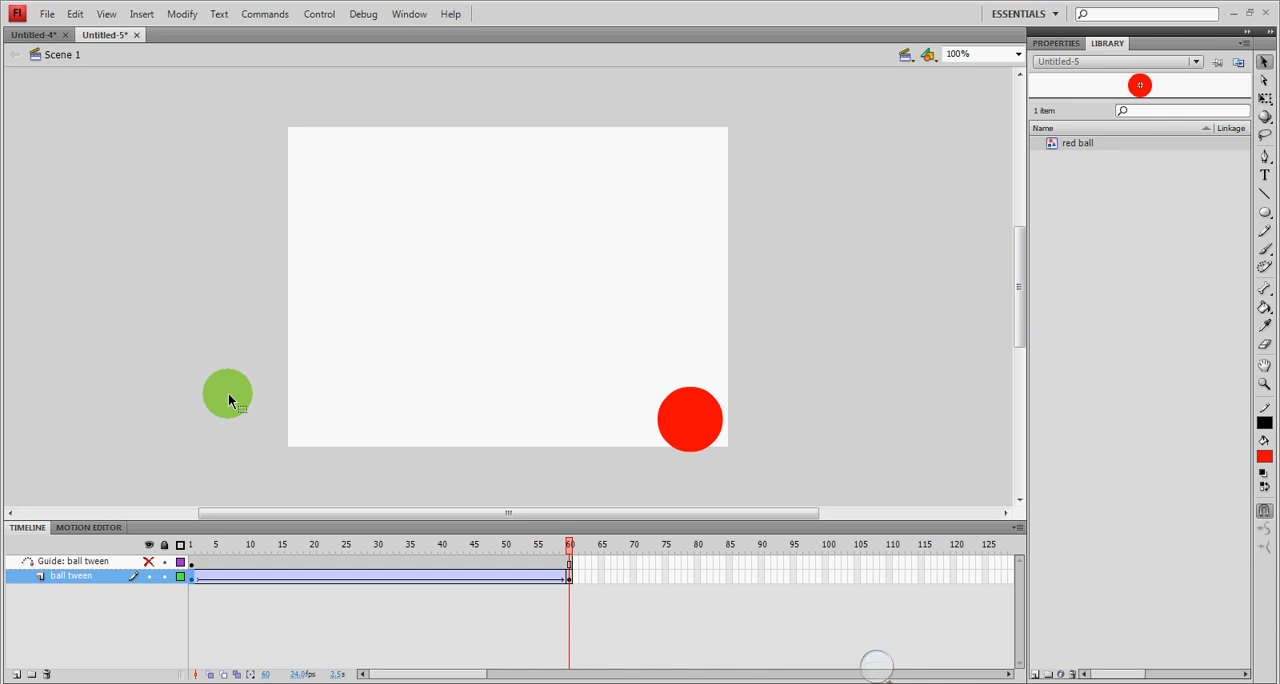 Fl File Edit View Insert Modify Text Commands Control Debug Window Help ESSENTIALS
Untitled-4* Untitled-5*
Scene 1 100%
PROPERTIES LIBRARY
Untitled-5
1 item
Name Linkage
red ball
T
TIMELINE MOTION EDITOR
1 5 10 15 20 25 30 35 40 45 50 55 60 65 70 75 80 85 90 95 100 105 110 115 120 125
Guide: ball tween
ball tween
60 24.0fps 2.5s